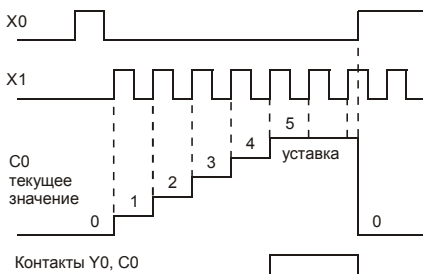 X0
X1
C0
текущее
значение
0
1
2
3
4
5
уставка
0
Контакты Y0, C0